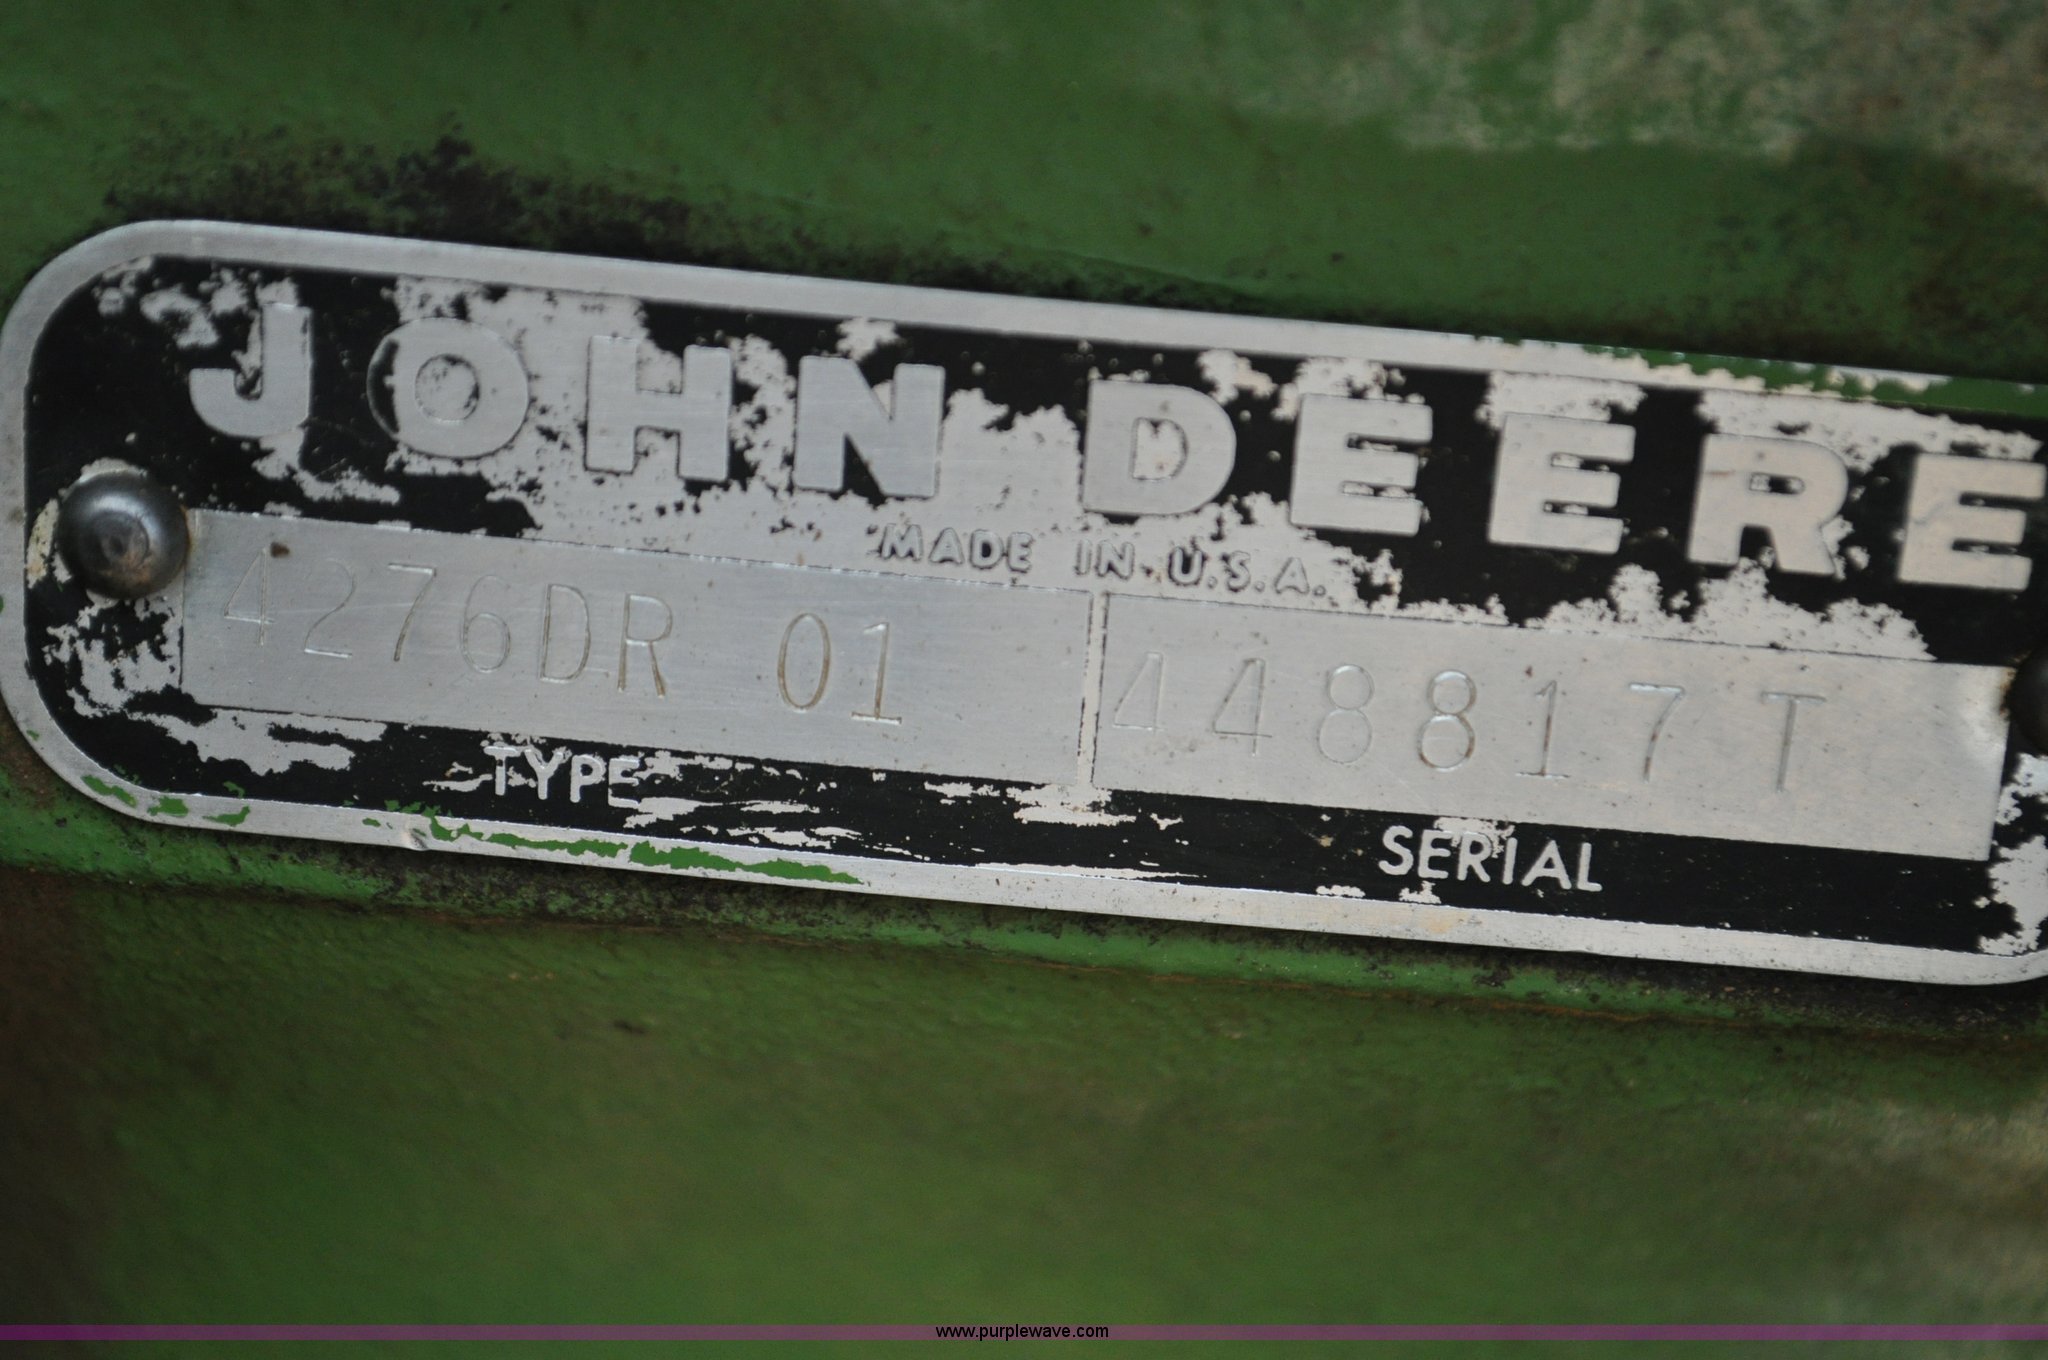 JOHN DEERE
MADE IN U.S.A.
4276DR 01 448817T
TYPE SERIAL
www.purplewave.com